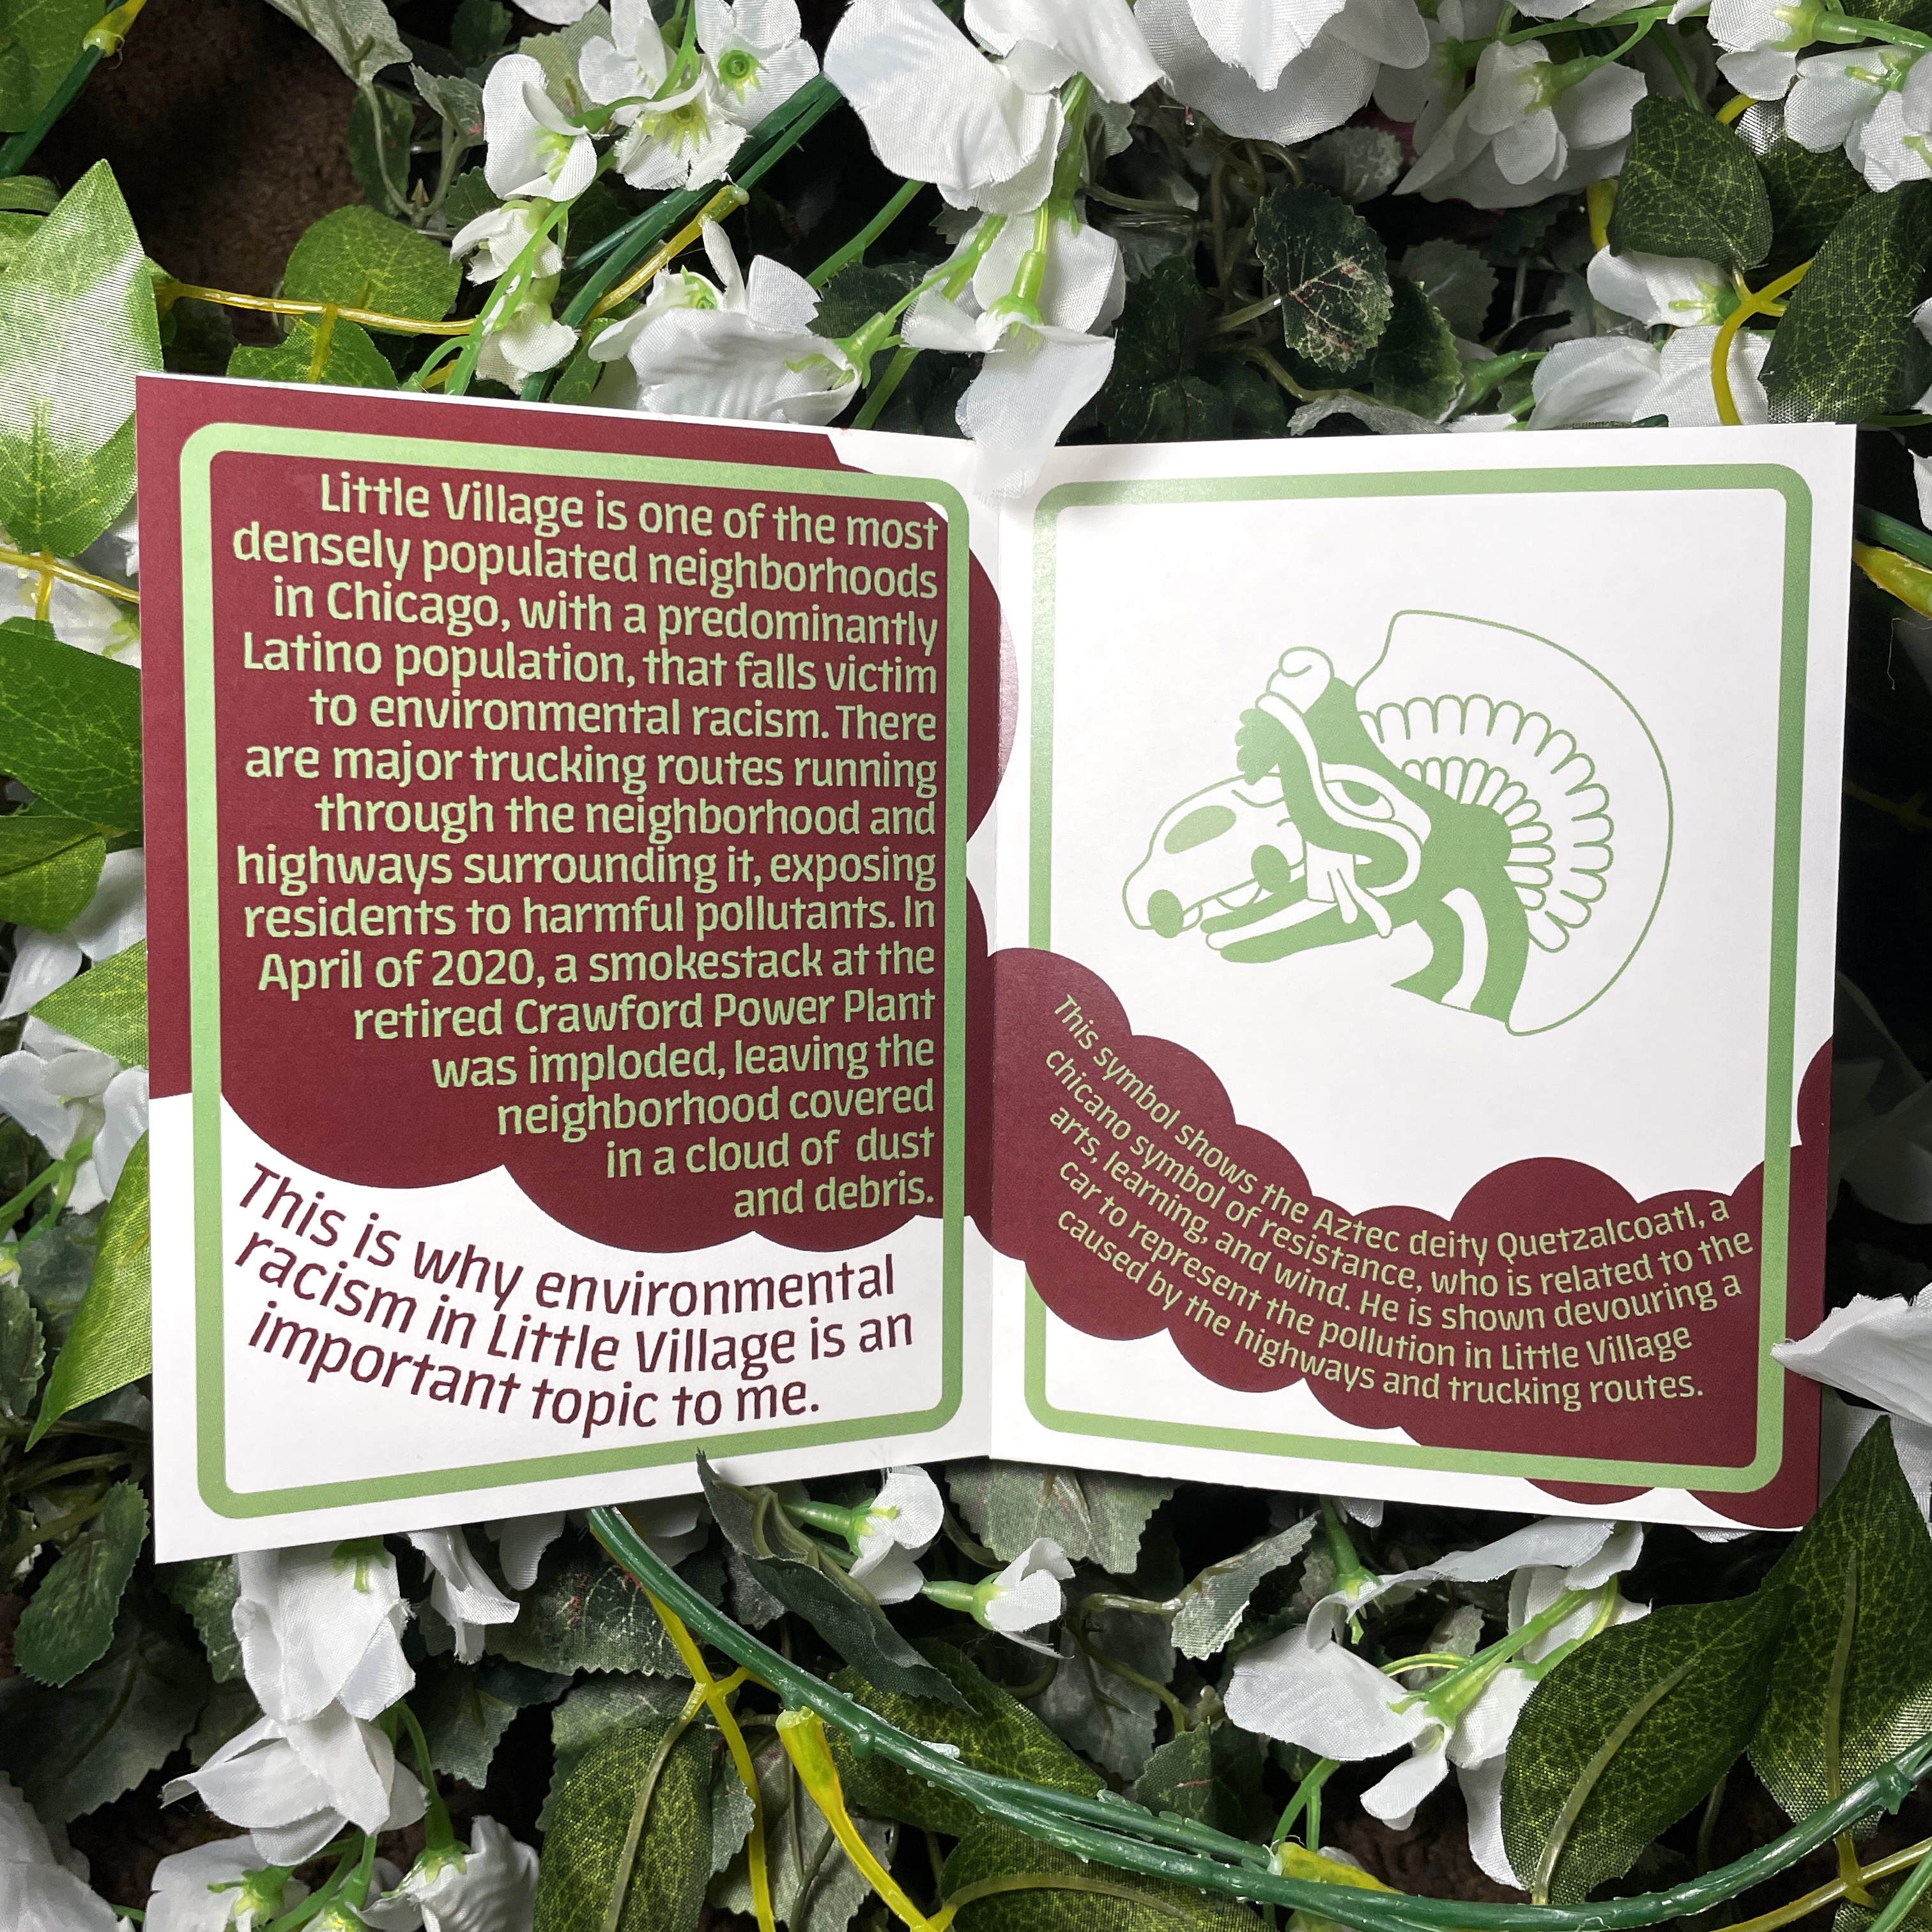 Little Village is one of the most
densely populated neighborhoods
in Chicago, with a predominantly
Latino population, that falls victim
to environmental racism. There
are major trucking routes running
through the neighborhood and
highways surrounding it, exposing
residents to harmful pollutants. In
April of 2020, a smokestack at the
retired Crawford Power Plant
was imploded, leaving the
neighborhood covered
in a cloud of dust
and debris.
This is why environmental
racism in Little Village is an
important topic to me.
This symbol shows the Aztec deity Quetzalcoatl, a
chicano symbol of resistance, who is related to the
arts, learning, and wind. He is shown devouring a
car to represent the pollution in Little Village
caused by the highways and trucking routes.